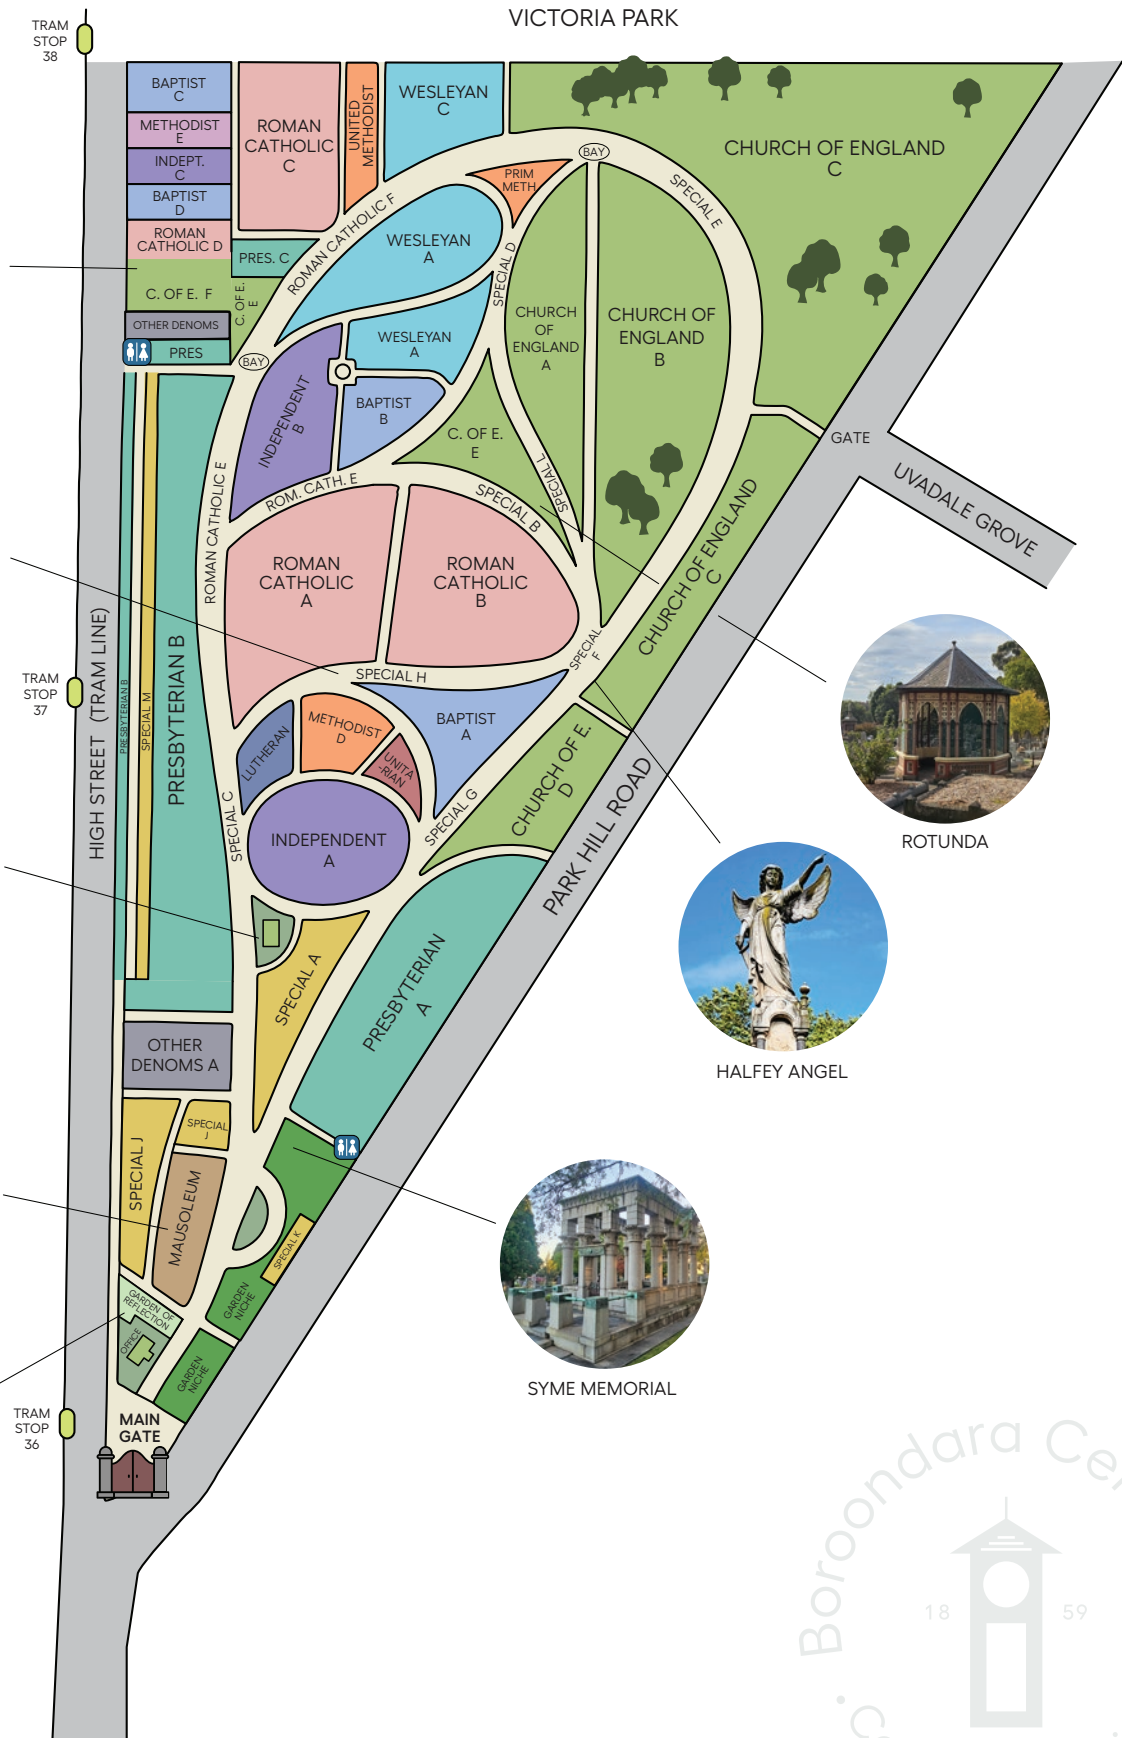 VICTORIA PARK
TRAM
STOP
38
BAPTIST
C
METHODIST
E
INDEPT.
C
BAPTIST
D
ROMAN
CATHOLIC D
C. OF E. F
OTHER DENOMS
PRES
ROMAN
CATHOLIC
C
UNITED
METHODIST
WESLEYAN
C
PRES. C
C. OF E.
E
BAY
ROMAN CATHOLIC F
PRIM
METH.
BAY
SPECIAL E
CHURCH OF ENGLAND
C
WESLEYAN
A
SPECIAL D
CHURCH
OF
ENGLAND
A
CHURCH OF
ENGLAND
B
WESLEYAN
A
INDEPENDENT
B
BAPTIST
B
C. OF E.
E
SPECIAL L
GATE
UVADALE GROVE
ROMAN CATHOLIC E
ROM. CATH. E
SPECIAL B
CHURCH OF ENGLAND
C
ROMAN
CATHOLIC
A
ROMAN
CATHOLIC
B
HIGH STREET (TRAM LINE)
TRAM
STOP
37
PRESBYTERIAN B
SPECIAL M
PRESBYTERIAN B
SPECIAL H
SPECIAL
F
LUTHERAN
METHODIST
D
UNITA
-RIAN
BAPTIST
A
SPECIAL C
INDEPENDENT
A
SPECIAL G
CHURCH OF E.
D
PARK HILL ROAD
ROTUNDA
SPECIAL A
PRESBYTERIAN
A
HALFEY ANGEL
OTHER
DENOMS A
SPECIAL J
SPECIAL
J
MAUSOLEUM
SPECIAL K
GARDEN
NICHE
GARDEN OF
REFLECTION
OFFICE
GARDEN
NICHE
SYME MEMORIAL
TRAM
STOP
36
MAIN
GATE
Boroondara Ce
18 59